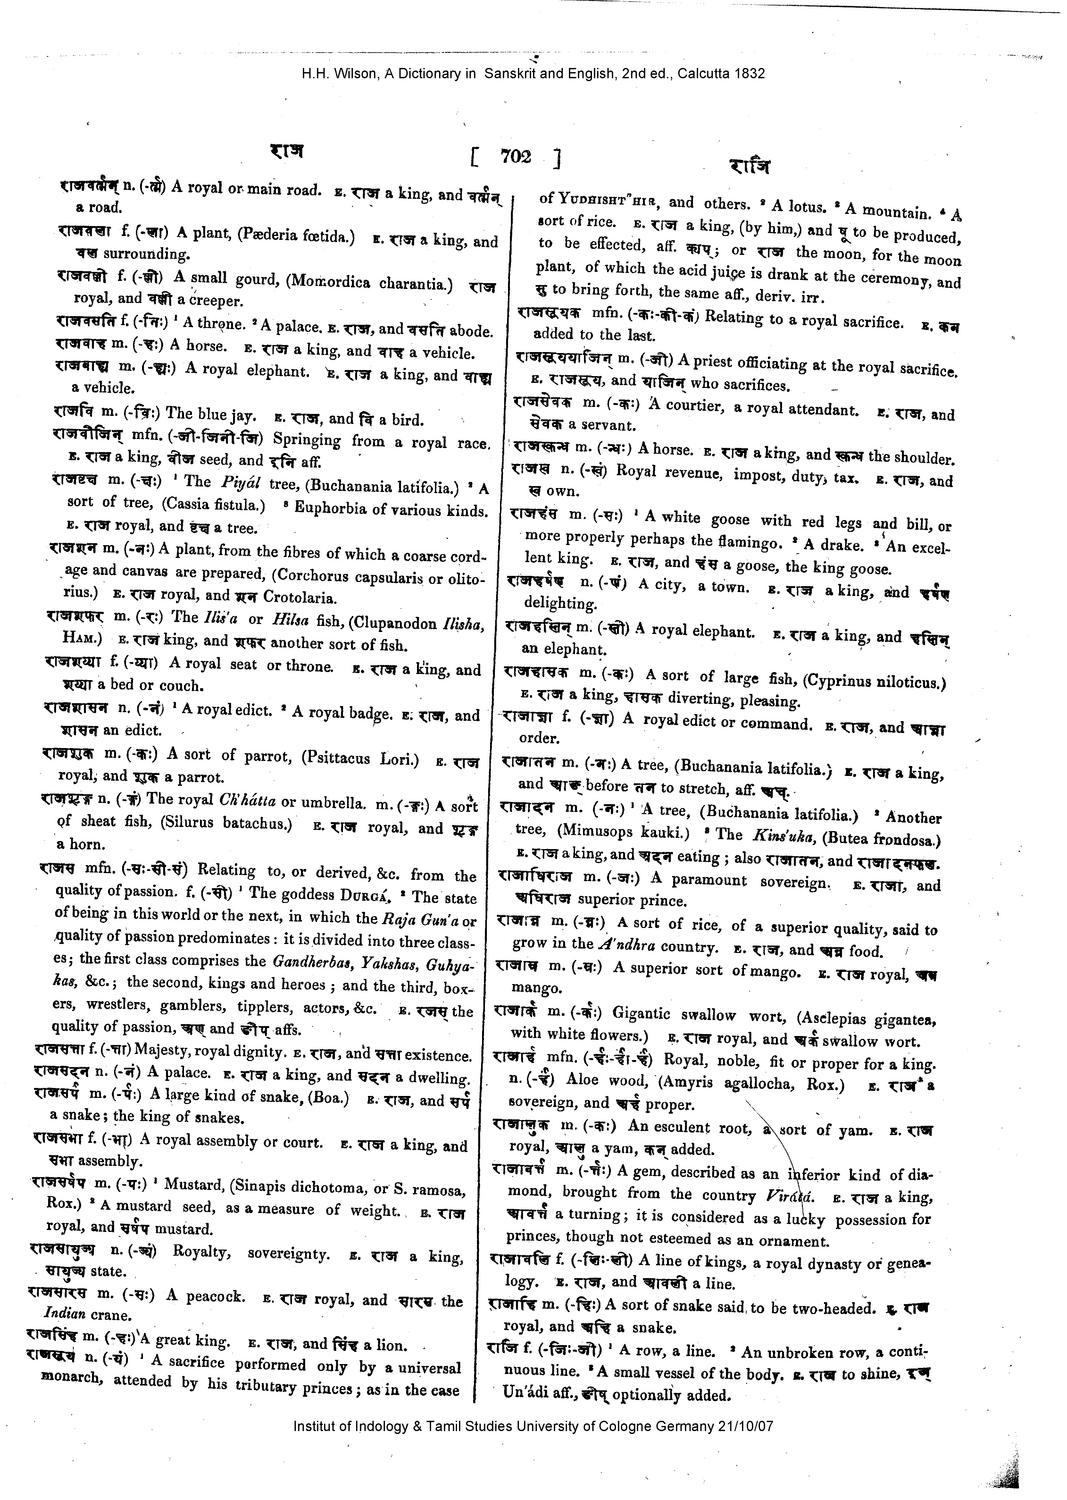 H.H. Wilson, A Dictionary in Sanskrit and English, 2nd ed., Calcutta 1832
राज
[ 702 ]
राजि
राजवर्त्मन् n. (-र्त्म) A royal or main road. E. राज a king, and वर्त्मन्
a road.
राजवला f. (-ला) A plant, (Pæderia fœtida.) E. राज a king, and
वल surrounding.
राजवल्ली f. (-ल्ली) A small gourd, (Momordica charantia.) राज
royal, and वल्ली a creeper.
राजवसति f. (-तिः) ¹ A throne. ² A palace. E. राज, and वसति abode.
राजवाह m. (-हः) A horse. E. राज a king, and वाह a vehicle.
राजवाह्य m. (-ह्यः) A royal elephant. E. राज a king, and वाह्य
a vehicle.
राजवि m. (-विः) The blue jay. E. राज, and वि a bird.
राजवीजिन् mfn. (-जी-जिनी-जि) Springing from a royal race.
E. राज a king, वीज seed, and इनि aff.
राजवृक्ष m. (-क्षः) ¹ The Piyál tree, (Buchanania latifolia.) ² A
sort of tree, (Cassia fistula.) ³ Euphorbia of various kinds.
E. राज royal, and वृक्ष a tree.
राजशन m. (-नः) A plant, from the fibres of which a coarse cord-
age and canvas are prepared, (Corchorus capsularis or olito-
rius.) E. राज royal, and शन Crotolaria.
राजशफर m. (-रः) The Ilis'a or Hilsa fish, (Clupanodon Ilisha,
HAM.) E. राज king, and शफर another sort of fish.
राजशय्या f. (-य्या) A royal seat or throne. E. राज a king, and
शय्या a bed or couch.
राजशासन n. (-नं) ¹ A royal edict. ² A royal badge. E. राज, and
शासन an edict.
राजशुक m. (-कः) A sort of parrot, (Psittacus Lori.) E. राज
royal, and शुक a parrot.
राजशृङ्ग n. (-ङ्गं) The royal Ch'hátta or umbrella. m. (-ङ्गः) A sort
of sheat fish, (Silurus batachus.) E. राज royal, and शृङ्ग
a horn.
राजस mfn. (-सः-सी-सं) Relating to, or derived, &c. from the
quality of passion. f. (-सी) ¹ The goddess DURGÁ. ² The state
of being in this world or the next, in which the Raja Gun'a or
quality of passion predominates : it is divided into three class-
es; the first class comprises the Gandherbas, Yakshas, Guhya-
kas, &c. ; the second, kings and heroes ; and the third, box-
ers, wrestlers, gamblers, tipplers, actors, &c. E. रजस् the
quality of passion, अण् and ङीप् affs.
राजसत्ता f. (-त्ता) Majesty, royal dignity. E. राज, and सत्ता existence.
राजसदन n. (-नं) A palace. E. राज a king, and सदन a dwelling.
राजसर्प m. (-र्पः) A large kind of snake, (Boa.) E. राज, and सर्प
a snake ; the king of snakes.
राजसभा f. (-भा) A royal assembly or court. E. राज a king, and
सभा assembly.
राजसर्षप m. (-पः) ¹ Mustard, (Sinapis dichotoma, or S. ramosa,
Rox.) ² A mustard seed, as a measure of weight. E. राज
royal, and सर्षप mustard.
राजसायुज्य n. (-ज्यं) Royalty, sovereignty. E. राज a king,
सायुज्य state.
राजसारस m. (-सः) A peacock. E. राज royal, and सारस the
Indian crane.
राजसिंह m. (-हः) A great king. E. राज, and सिंह a lion.
राजसूयं n. (-यं) ¹ A sacrifice performed only by a universal
monarch, attended by his tributary princes ; as in the case
of YUDHISHT"HIR, and others. ² A lotus. ³ A mountain. ⁴ A
sort of rice. E. राज a king, (by him,) and षू to be produced,
to be effected, aff. क्यप्; or राज the moon, for the moon
plant, of which the acid juice is drank at the ceremony, and
सु to bring forth, the same aff., deriv. irr.
राजसूयक mfn. (-कः-की-कं) Relating to a royal sacrifice. E. कन्
added to the last.
राजसूययाजिन् m. (-जी) A priest officiating at the royal sacrifice.
E. राजसूय, and याजिन् who sacrifices.
राजसेवक m. (-कः) A courtier, a royal attendant. E. राज, and
सेवक a servant.
राजस्कन्ध m. (-न्धः) A horse. E. राज a king, and स्कन्ध the shoulder.
राजस्व n. (-स्वं) Royal revenue, impost, duty, tax. E. राज, and
स्व own.
राजहंस m. (-सः) ¹ A white goose with red legs and bill, or
more properly perhaps the flamingo. ² A drake. ³ An excel-
lent king. E. राज, and हंस a goose, the king goose.
राजहर्षण n. (-णं) A city, a town. E. राज a king, and हर्षण
delighting.
राजहस्तिन् m. (-स्ती) A royal elephant. E. राज a king, and हस्तिन्
an elephant.
राजहासक m. (-कः) A sort of large fish, (Cyprinus niloticus.)
E. राज a king, हासक diverting, pleasing.
राजाज्ञा f. (-ज्ञा) A royal edict or command. E. राज, and आज्ञा
order.
राजातन m. (-नः) A tree, (Buchanania latifolia.) E. राज a king,
and आङ् before तन to stretch, aff. अच्.
राजादन m. (-नः) ¹ A tree, (Buchanania latifolia.) ² Another
tree, (Mimusops kauki.) ³ The Kins'uka, (Butea frondosa.)
E. राज a king, and अदन eating ; also राजातन, and राजादनफल.
राजाधिराज m. (-जः) A paramount sovereign. E. राजा, and
अधिराज superior prince.
राजान्न m. (-न्नः) A sort of rice, of a superior quality, said to
grow in the A'ndhra country. E. राज, and अन्न food.
राजाम्र m. (-म्रः) A superior sort of mango. E. राज royal, आम्र
mango.
राजार्क m. (-र्कः) Gigantic swallow wort, (Asclepias gigantea,
with white flowers.) E. राज royal, and अर्क swallow wort.
राजार्ह mfn. (-र्हः-र्हा-र्हं) Royal, noble, fit or proper for a king.
n. (-र्हं) Aloe wood, (Amyris agallocha, Rox.) E. राज a
sovereign, and अर्ह proper.
राजालुक m. (-कः) An esculent root, a sort of yam. E. राज
royal, आलु a yam, कन् added.
राजावर्त्त m. (-र्त्तः) A gem, described as an inferior kind of dia-
mond, brought from the country Viráta. E. राज a king,
आवर्त्त a turning ; it is considered as a lucky possession for
princes, though not esteemed as an ornament.
राजावलि f. (-लिः-ली) A line of kings, a royal dynasty or genea-
logy. E. राज, and आवली a line.
राजाहि m. (-हिः) A sort of snake said to be two-headed. E. राज
royal, and अहि a snake.
राजि f. (-जिः-जी) ¹ A row, a line. ² An unbroken row, a conti-
nuous line. ³ A small vessel of the body. E. राज to shine, इन्
Un'ádi aff., ङीष् optionally added.
Institut of Indology & Tamil Studies University of Cologne Germany 21/10/07